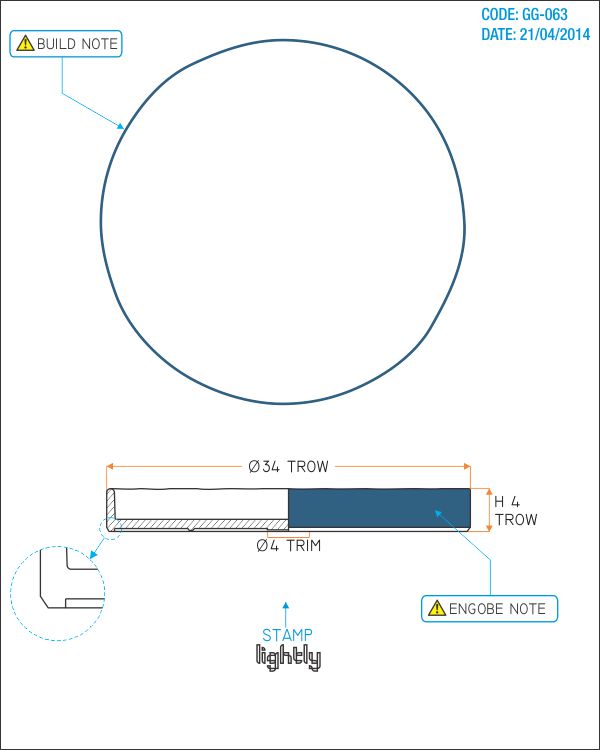 CODE: GG-063
DATE: 21/04/2014
BUILD NOTE
Ø34 TROW
H 4
TROW
Ø4 TRIM
ENGOBE NOTE
STAMP
lightly